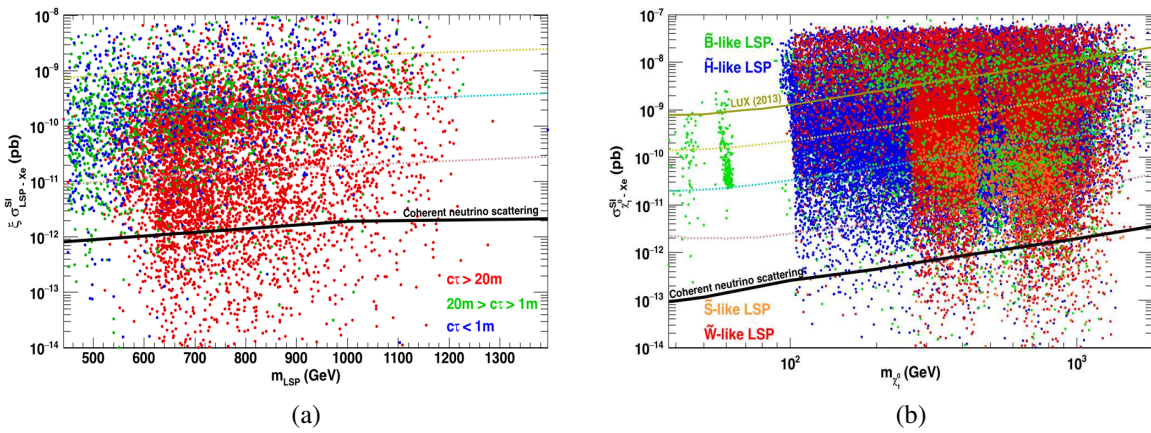 10⁻⁸
10⁻⁹
10⁻¹⁰
10⁻¹¹
10⁻¹²
10⁻¹³
10⁻¹⁴
ξ σ^SI_LSP - Xe (pb)
Coherent neutrino scattering
cτ > 20m
20m > cτ > 1m
cτ < 1m
500 600 700 800 900 1000 1100 1200 1300
m_LSP (GeV)
(a)
10⁻⁷
10⁻⁸
10⁻⁹
10⁻¹⁰
10⁻¹¹
10⁻¹²
10⁻¹³
10⁻¹⁴
σ^SI_χ̃⁰₁ - Xe (pb)
B̃-like LSP
H̃-like LSP
LUX (2013)
Coherent neutrino scattering
S̃-like LSP
W̃-like LSP
10² 10³
m_χ̃⁰₁ (GeV)
(b)